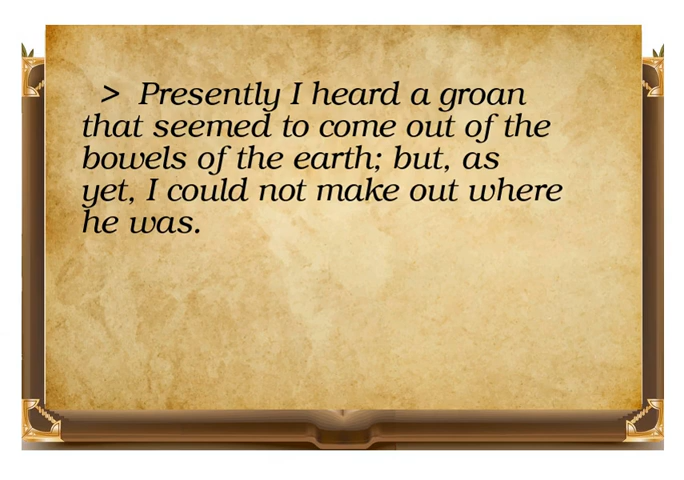 > Presently I heard a groan
that seemed to come out of the
bowels of the earth; but, as
yet, I could not make out where
he was.